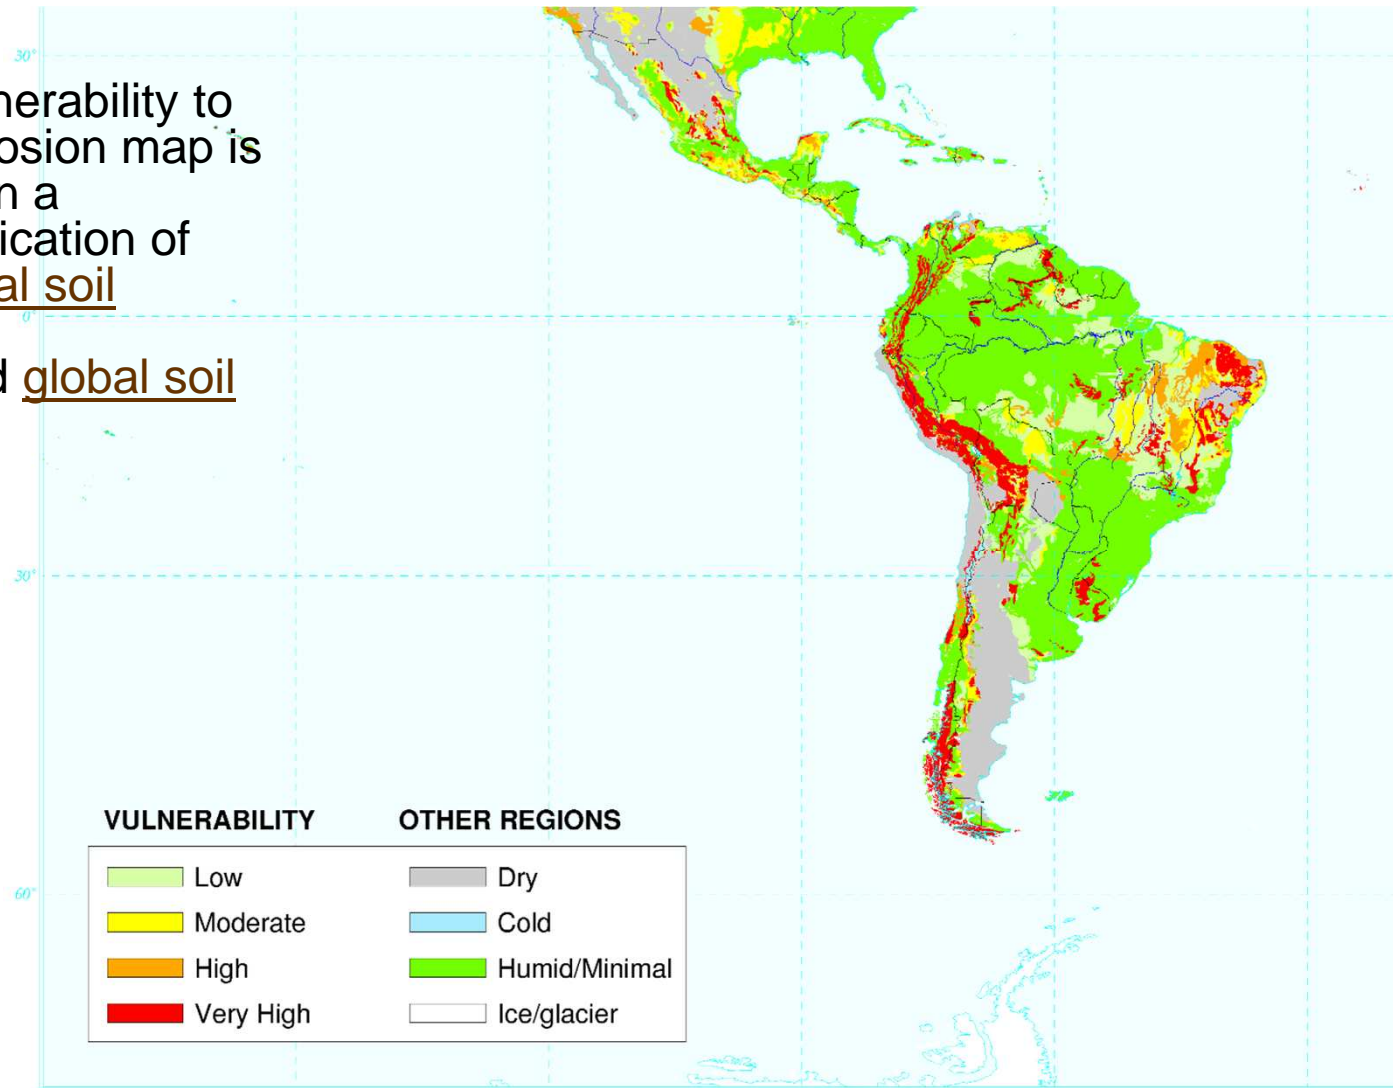 30°
nerability to
osion map is
n a
ication of
al soil
0°
d global soil
30°
VULNERABILITY
OTHER REGIONS
Low
Dry
Moderate
Cold
High
Humid/Minimal
Very High
Ice/glacier
60°